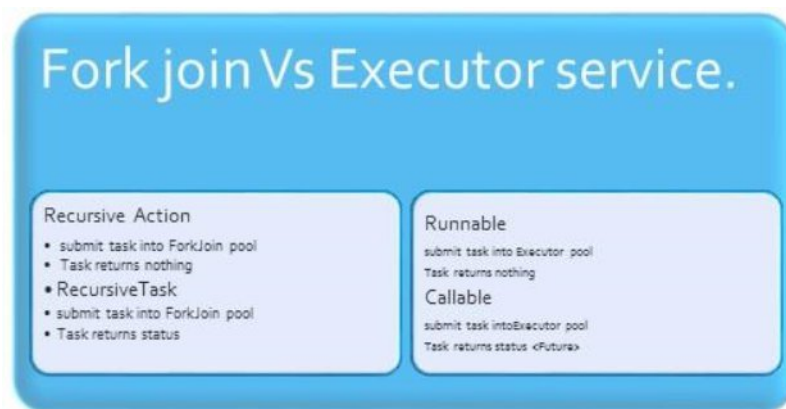 Fork join Vs Executor service.
Recursive Action
• submit task into ForkJoin pool
• Task returns nothing
• RecursiveTask
• submit task into ForkJoin pool
• Task returns status
Runnable
submit task into Executor pool
Task returns nothing
Callable
submit task intoExecutor pool
Task returns status <Future>